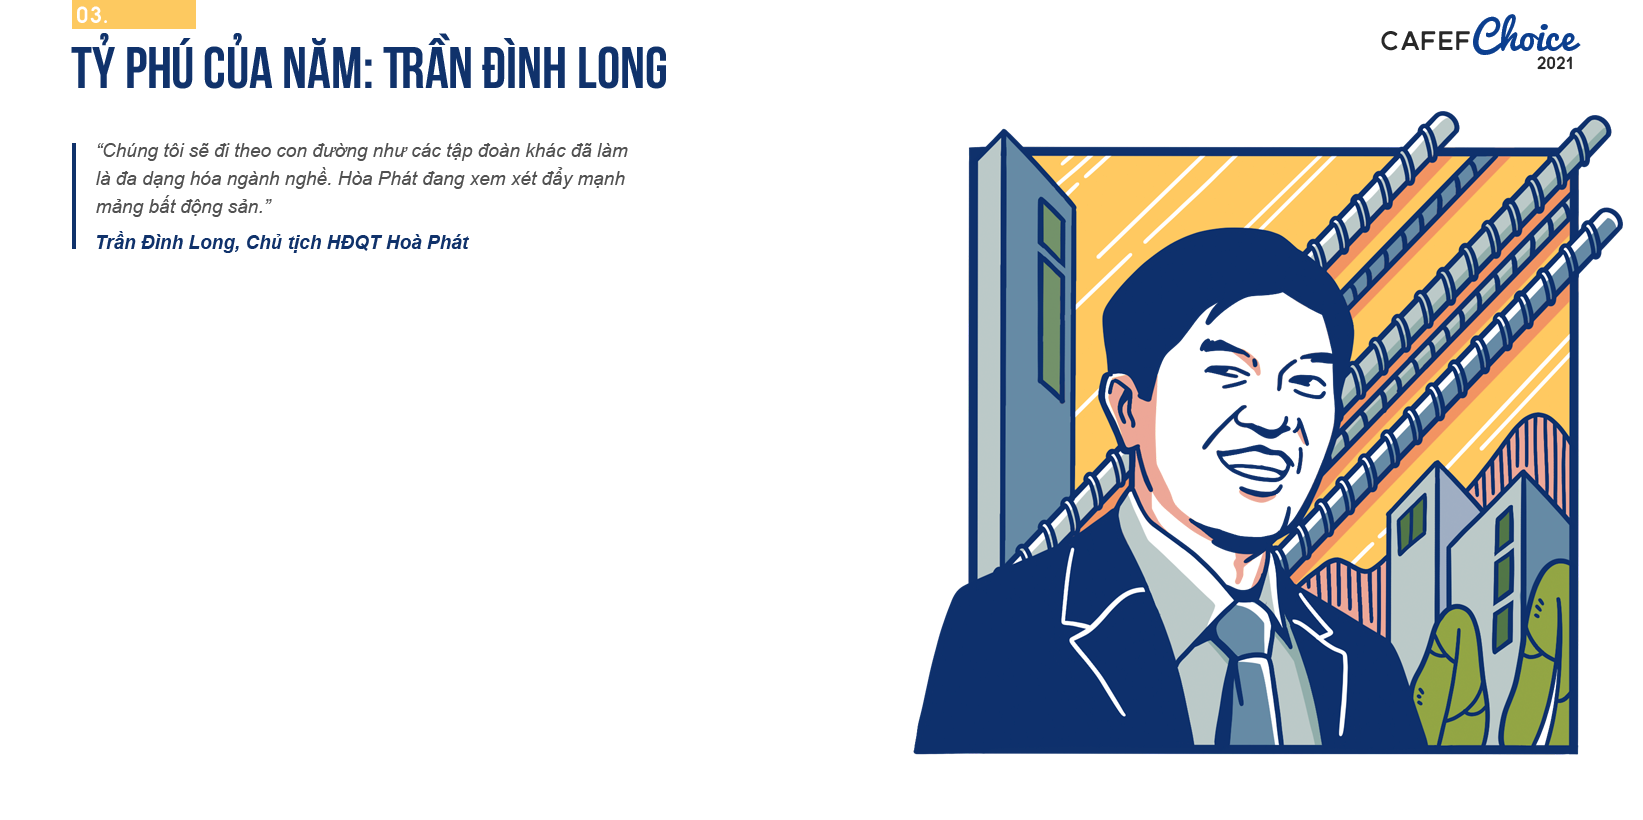 03.
TỶ PHÚ CỦA NĂM: TRẦN ĐÌNH LONG
CAFEF Choice
2021
“Chúng tôi sẽ đi theo con đường như các tập đoàn khác đã làm
là đa dạng hóa ngành nghề. Hòa Phát đang xem xét đẩy mạnh
mảng bất động sản.”
Trần Đình Long, Chủ tịch HĐQT Hoà Phát